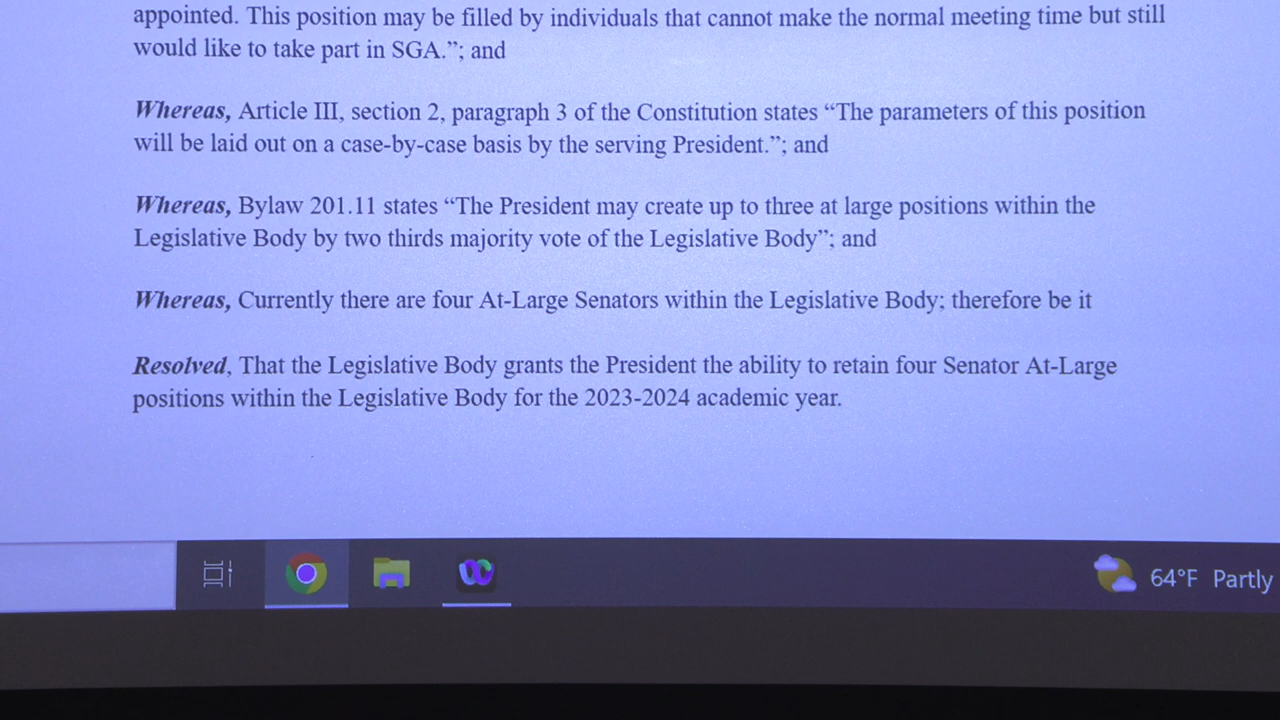 appointed. This position may be filled by individuals that cannot make the normal meeting time but still
would like to take part in SGA.”; and
Whereas, Article III, section 2, paragraph 3 of the Constitution states “The parameters of this position
will be laid out on a case-by-case basis by the serving President.”; and
Whereas, Bylaw 201.11 states “The President may create up to three at large positions within the
Legislative Body by two thirds majority vote of the Legislative Body”; and
Whereas, Currently there are four At-Large Senators within the Legislative Body; therefore be it
Resolved, That the Legislative Body grants the President the ability to retain four Senator At-Large
positions within the Legislative Body for the 2023-2024 academic year.
64°F Partly